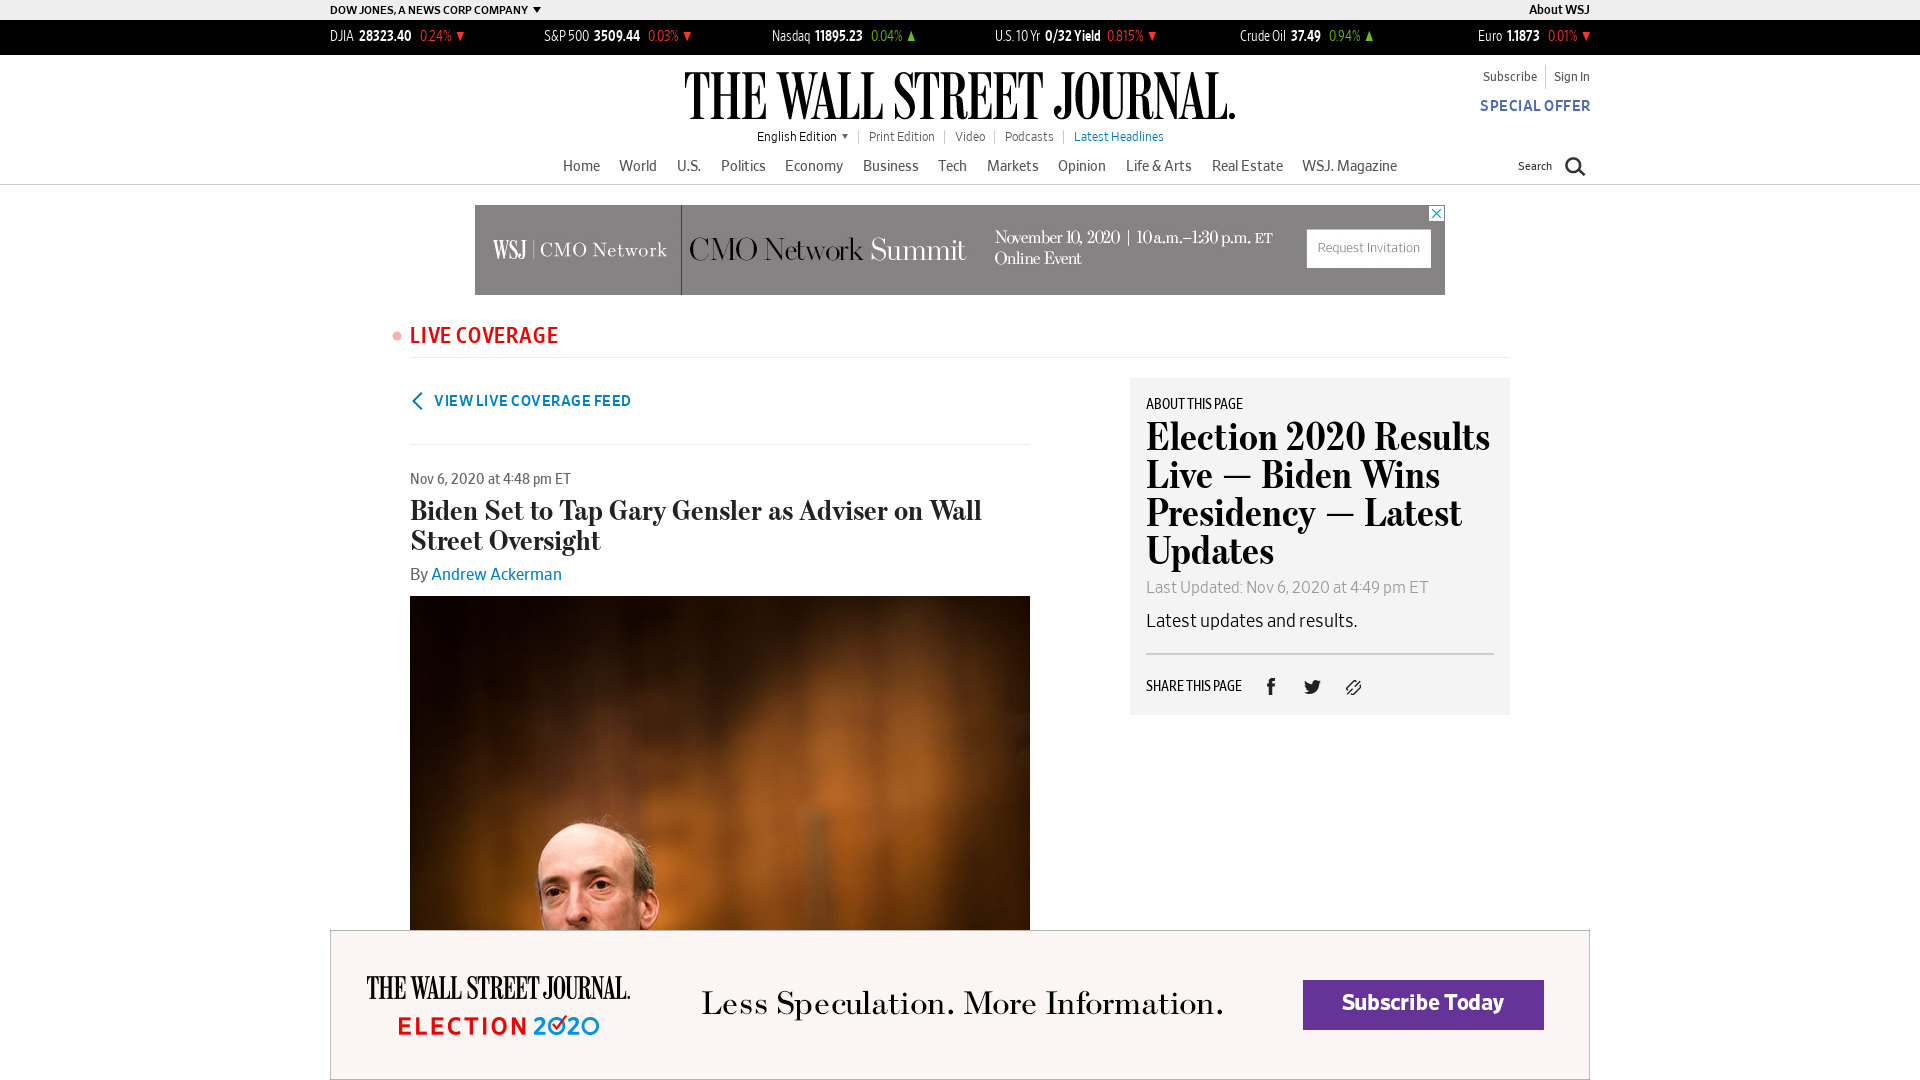 DOW JONES, A NEWS CORP COMPANY
About WSJ
DJIA 28323.40 0.24%
S&P 500 3509.44 0.03%
Nasdaq 11895.23 0.04%
U.S. 10 Yr 0/32 Yield 0.815%
Crude Oil 37.49 0.94%
Euro 1.1873 0.01%
THE WALL STREET JOURNAL.
Subscribe
Sign In
SPECIAL OFFER
English Edition
Print Edition
Video
Podcasts
Latest Headlines
Home
World
U.S.
Politics
Economy
Business
Tech
Markets
Opinion
Life & Arts
Real Estate
WSJ. Magazine
Search
WSJ | CMO Network
CMO Network Summit
November 10, 2020 | 10 a.m.–1:30 p.m. ET
Online Event
Request Invitation
LIVE COVERAGE
VIEW LIVE COVERAGE FEED
Nov 6, 2020 at 4:48 pm ET
Biden Set to Tap Gary Gensler as Adviser on Wall
Street Oversight
By Andrew Ackerman
ABOUT THIS PAGE
Election 2020 Results
Live — Biden Wins
Presidency — Latest
Updates
Last Updated: Nov 6, 2020 at 4:49 pm ET
Latest updates and results.
SHARE THIS PAGE
THE WALL STREET JOURNAL.
ELECTION 2020
Less Speculation. More Information.
Subscribe Today